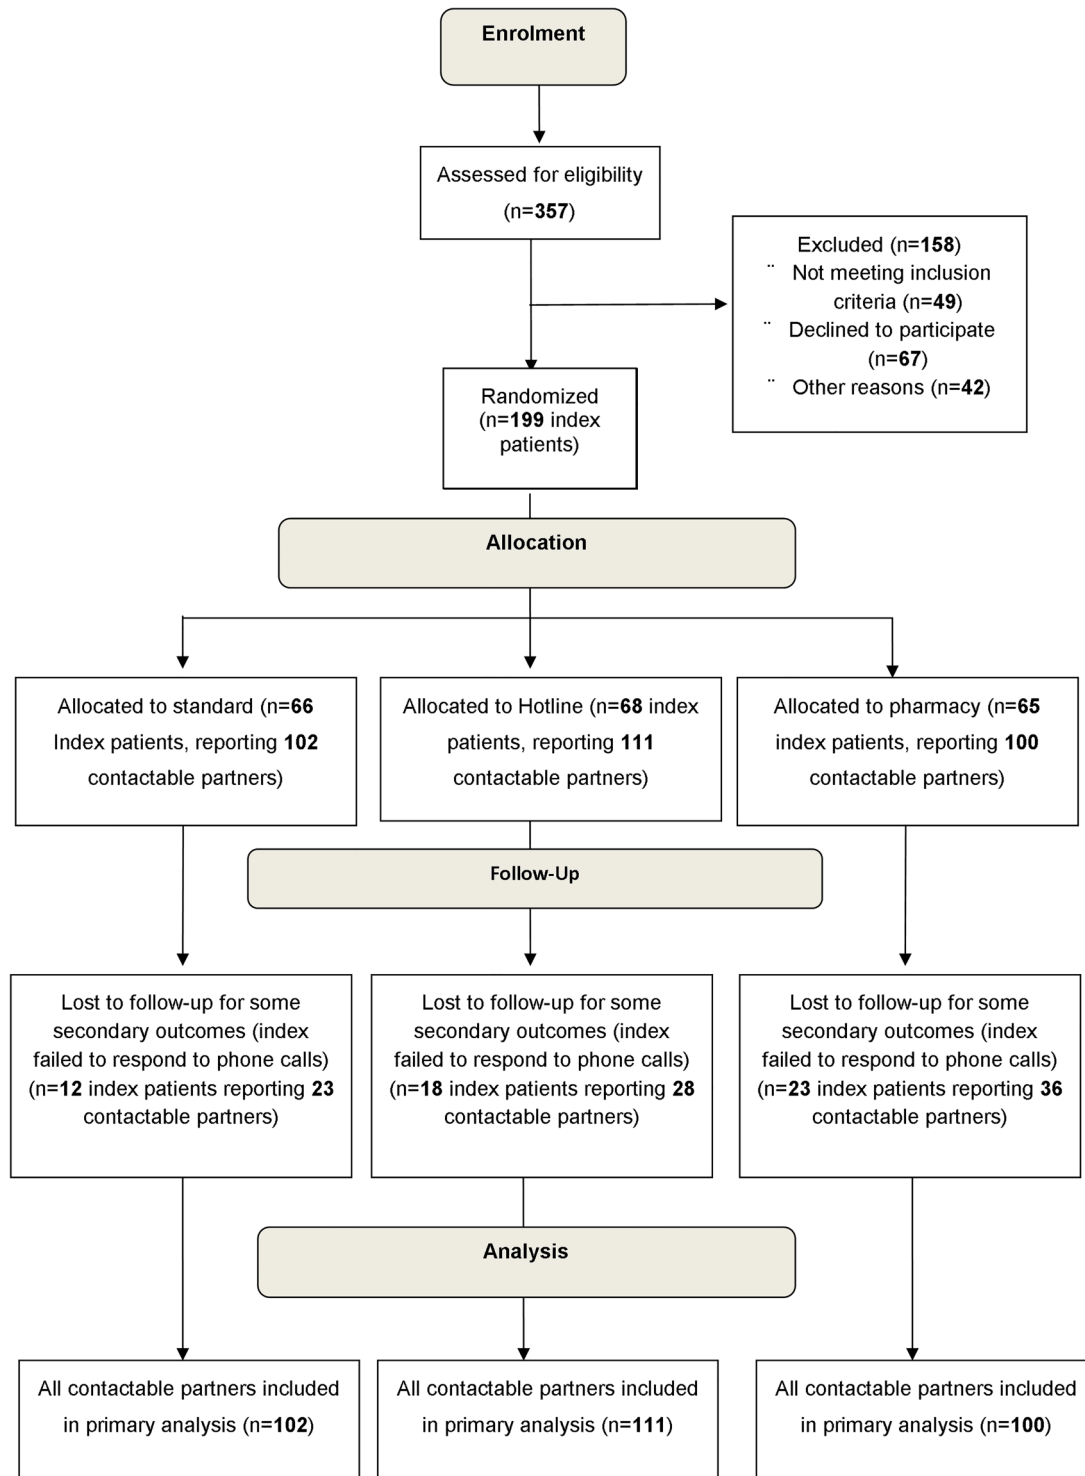 Enrolment
Assessed for eligibility
(n=357)
Excluded (n=158)
¨ Not meeting inclusion
criteria (n=49)
¨ Declined to participate
(n=67)
¨ Other reasons (n=42)
Randomized
(n=199 index
patients)
Allocation
Allocated to standard (n=66
Index patients, reporting 102
contactable partners)
Allocated to Hotline (n=68 index
patients, reporting 111
contactable partners)
Allocated to pharmacy (n=65
index patients, reporting 100
contactable partners)
Follow-Up
Lost to follow-up for some
secondary outcomes (index
failed to respond to phone calls)
(n=12 index patients reporting 23
contactable partners)
Lost to follow-up for some
secondary outcomes (index
failed to respond to phone calls)
(n=18 index patients reporting 28
contactable partners)
Lost to follow-up for some
secondary outcomes (index
failed to respond to phone calls)
(n=23 index patients reporting 36
contactable partners)
Analysis
All contactable partners included
in primary analysis (n=102)
All contactable partners included
in primary analysis (n=111)
All contactable partners included
in primary analysis (n=100)